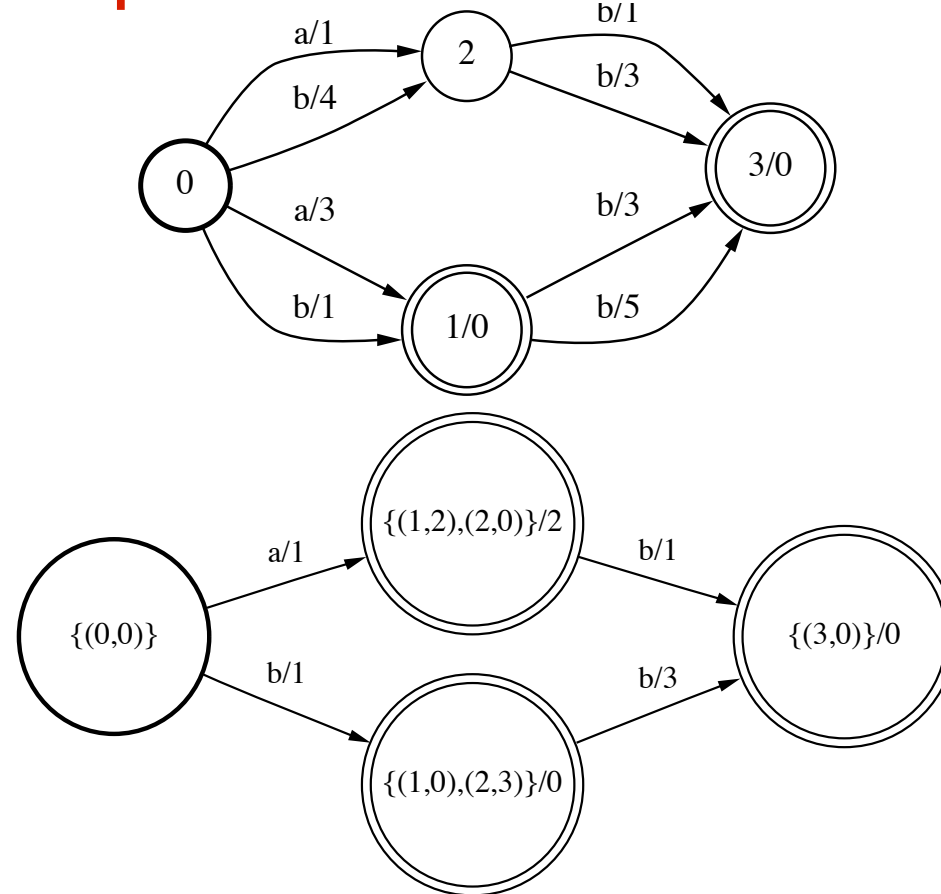 b/1
a/1
2
b/3
b/4
3/0
0
a/3
b/3
b/1
1/0
b/5
{(1,2),(2,0)}/2
a/1
b/1
{(0,0)}
{(3,0)}/0
b/1
b/3
{(1,0),(2,3)}/0